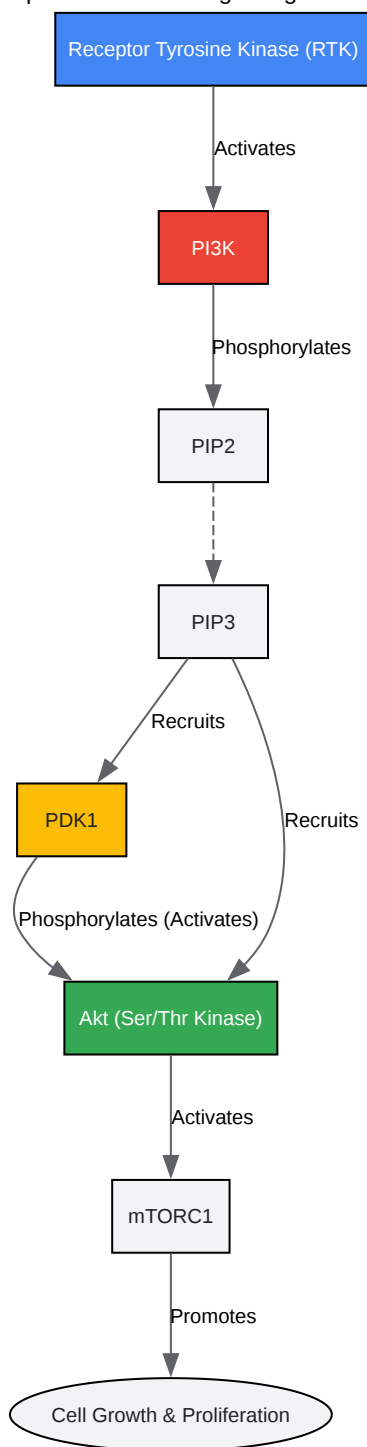 Receptor Tyrosine Kinase (RTK)
Activates
PI3K
Phosphorylates
PIP2
PIP3
Recruits
PDK1
Recruits
Phosphorylates (Activates)
Akt (Ser/Thr Kinase)
Activates
mTORC1
Promotes
Cell Growth & Proliferation